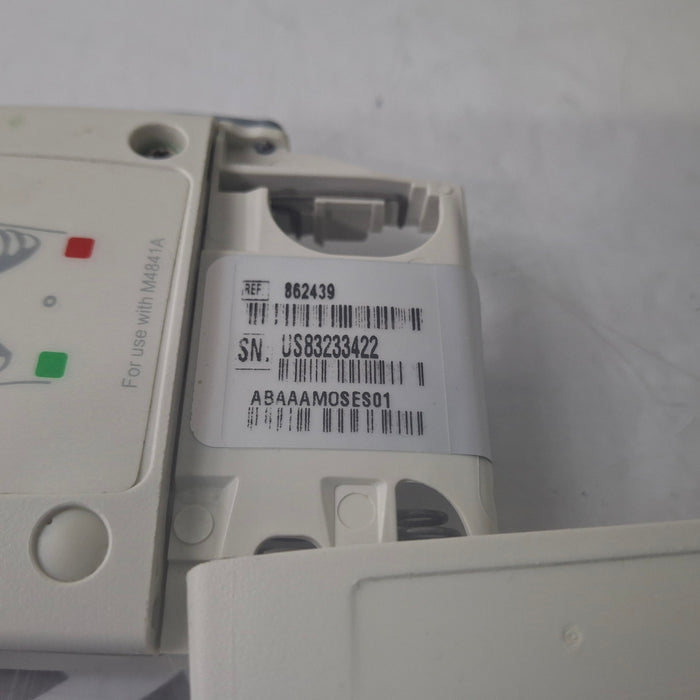 For use with M4841A
REF 862439
SN. US83233422
ABAAAMOSES01